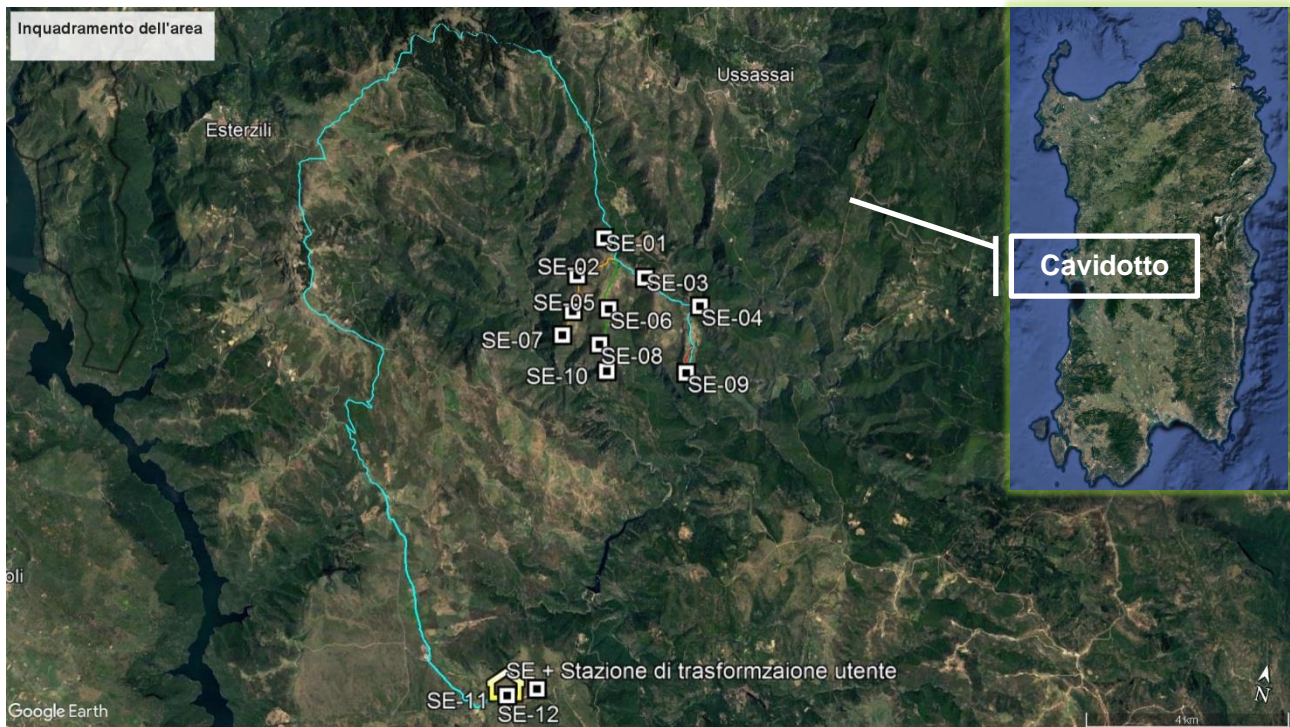 Inquadramento dell'area
Ussassai
Esterzili
SE-01
SE-02
SE-03
SE-04
SE-05
SE-06
SE-07
SE-08
SE-10
SE-09
Cavidotto
oli
SE + Stazione di trasformzaione utente
SE-11
SE-12
Google Earth
N
4 km